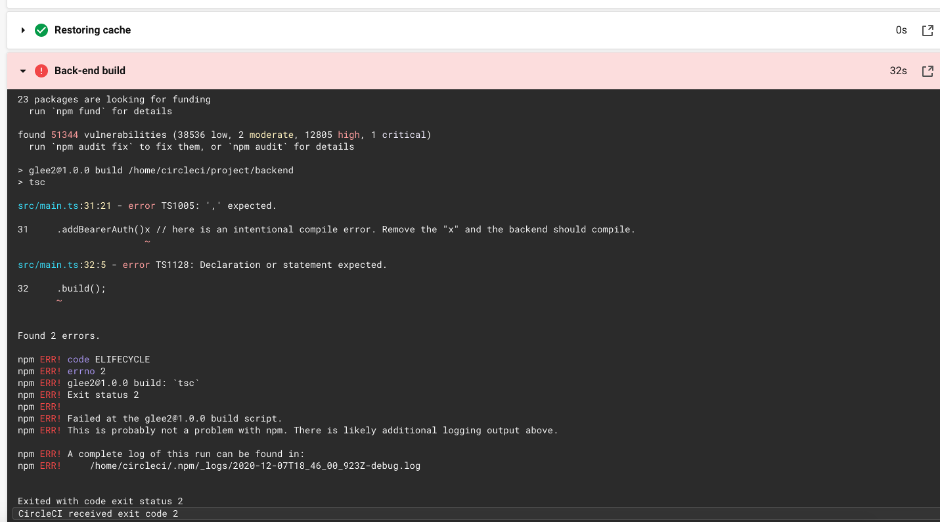 Restoring cache 0s
Back-end build 32s
23 packages are looking for funding
  run `npm fund` for details
found 51344 vulnerabilities (38536 low, 2 moderate, 12805 high, 1 critical)
  run `npm audit fix` to fix them, or `npm audit` for details
> glee2@1.0.0 build /home/circleci/project/backend
> tsc
src/main.ts:31:21 - error TS1005: ',' expected.
31     .addBearerAuth()x // here is an intentional compile error. Remove the "x" and the backend should compile.
~
src/main.ts:32:5 - error TS1128: Declaration or statement expected.
32     .build();
~
Found 2 errors.
npm ERR! code ELIFECYCLE
npm ERR! errno 2
npm ERR! glee2@1.0.0 build: `tsc`
npm ERR! Exit status 2
npm ERR!
npm ERR! Failed at the glee2@1.0.0 build script.
npm ERR! This is probably not a problem with npm. There is likely additional logging output above.
npm ERR! A complete log of this run can be found in:
npm ERR!     /home/circleci/.npm/_logs/2020-12-07T18_46_00_923Z-debug.log
Exited with code exit status 2
CircleCI received exit code 2